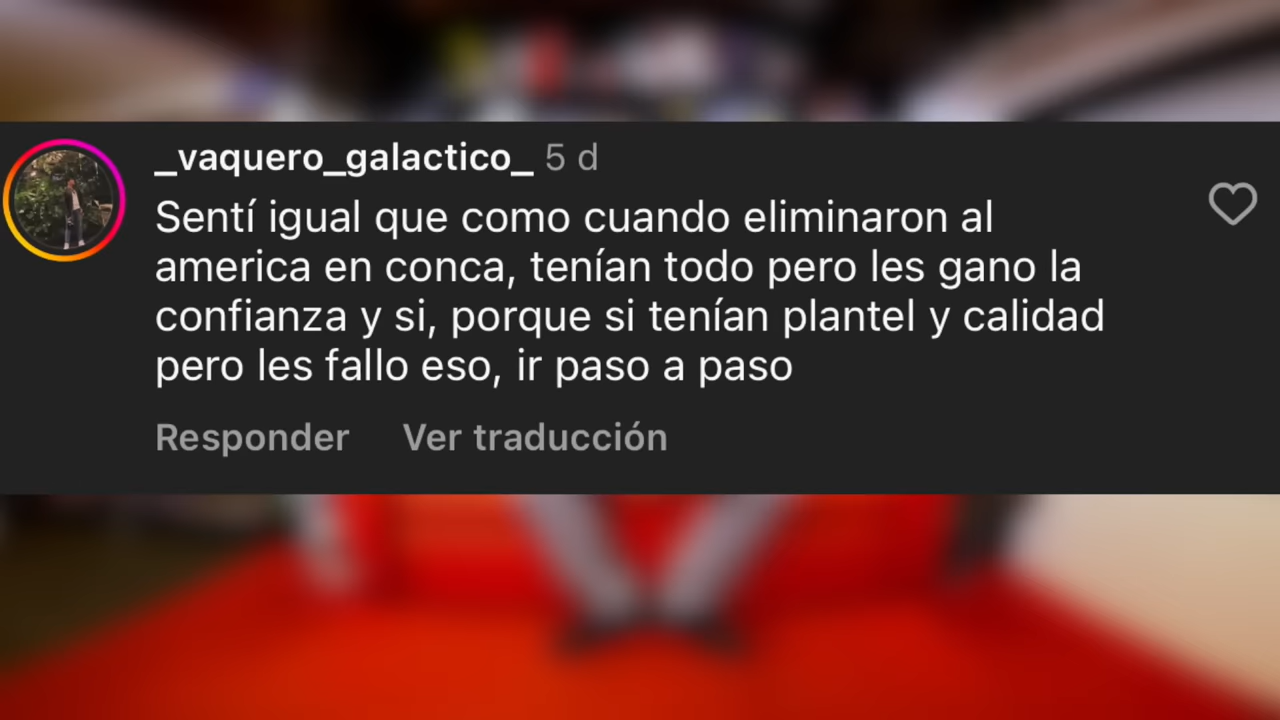 _vaquero_galactico_ 5 d
Sentí igual que como cuando eliminaron al
america en conca, tenían todo pero les gano la
confianza y si, porque si tenían plantel y calidad
pero les fallo eso, ir paso a paso
Responder Ver traducción